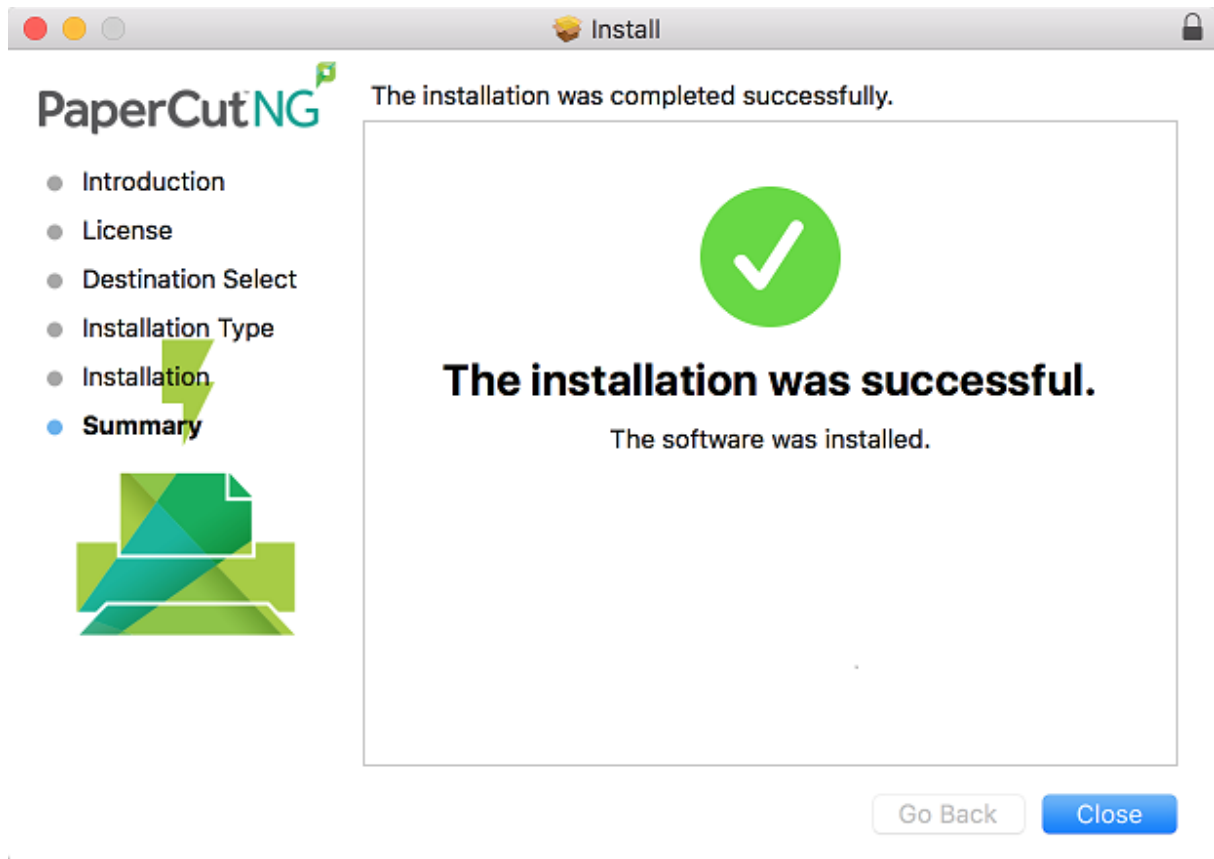 Install
PaperCut NG
The installation was completed successfully.
Introduction
License
Destination Select
Installation Type
Installation
Summary
The installation was successful.
The software was installed.
Go Back
Close